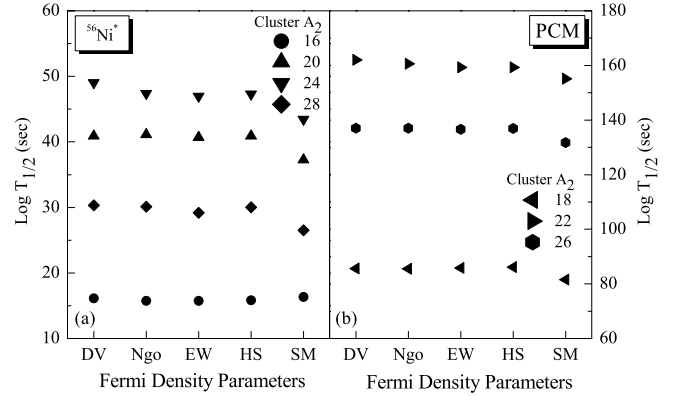 ⁵⁶Ni*
Cluster A₂
16
20
24
28
60
50
40
30
20
10
Log T₁/₂ (sec)
(a)
DV Ngo EW HS SM
Fermi Density Parameters
PCM
Cluster A₂
18
22
26
180
160
140
120
100
80
60
Log T₁/₂ (sec)
(b)
DV Ngo EW HS SM
Fermi Density Parameters